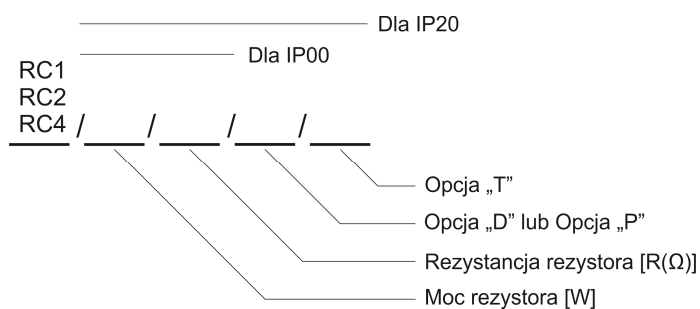 Dla IP20
Dla IP00
RC1
RC2
RC4 / / / /
Opcja „T”
Opcja „D” lub Opcja „P”
Rezystancja rezystora [R(Ω)]
Moc rezystora [W]